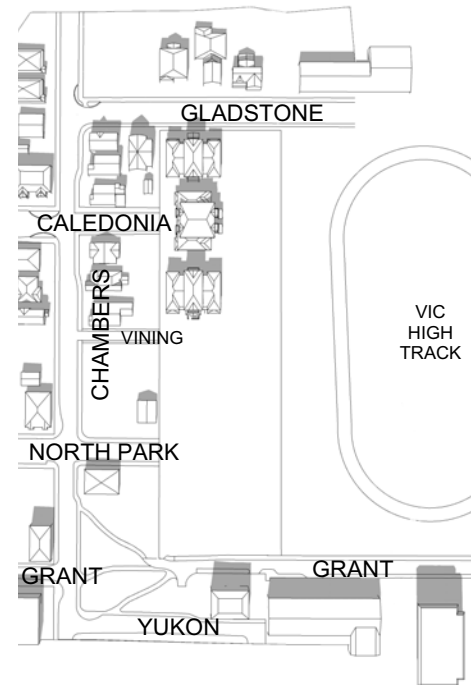 GLADSTONE
CALEDONIA
CHAMBERS
VINING
VIC
HIGH
TRACK
NORTH PARK
GRANT
GRANT
YUKON